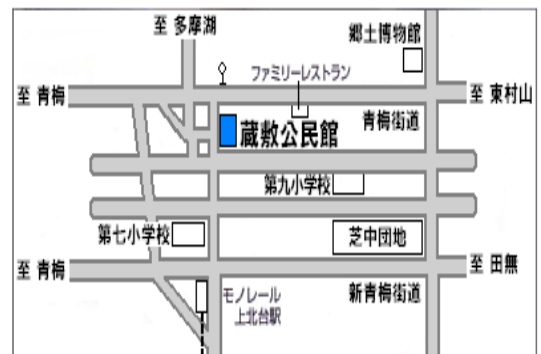 至 多摩湖
郷土博物館
ファミリーレストラン
至 青梅
至 東村山
青梅街道
蔵敷公民館
第九小学校
第七小学校
芝中団地
至 青梅
至 田無
モノレール
上北台駅
新青梅街道